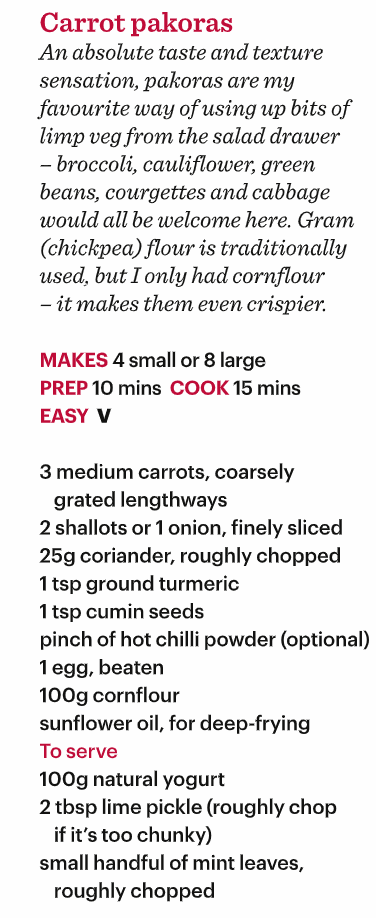 Carrot pakoras
An absolute taste and texture
sensation, pakoras are my
favourite way of using up bits of
limp veg from the salad drawer
– broccoli, cauliflower, green
beans, courgettes and cabbage
would all be welcome here. Gram
(chickpea) flour is traditionally
used, but I only had cornflour
– it makes them even crispier.
MAKES 4 small or 8 large
PREP 10 mins COOK 15 mins
EASY V
3 medium carrots, coarsely
grated lengthways
2 shallots or 1 onion, finely sliced
25g coriander, roughly chopped
1 tsp ground turmeric
1 tsp cumin seeds
pinch of hot chilli powder (optional)
1 egg, beaten
100g cornflour
sunflower oil, for deep-frying
To serve
100g natural yogurt
2 tbsp lime pickle (roughly chop
if it's too chunky)
small handful of mint leaves,
roughly chopped